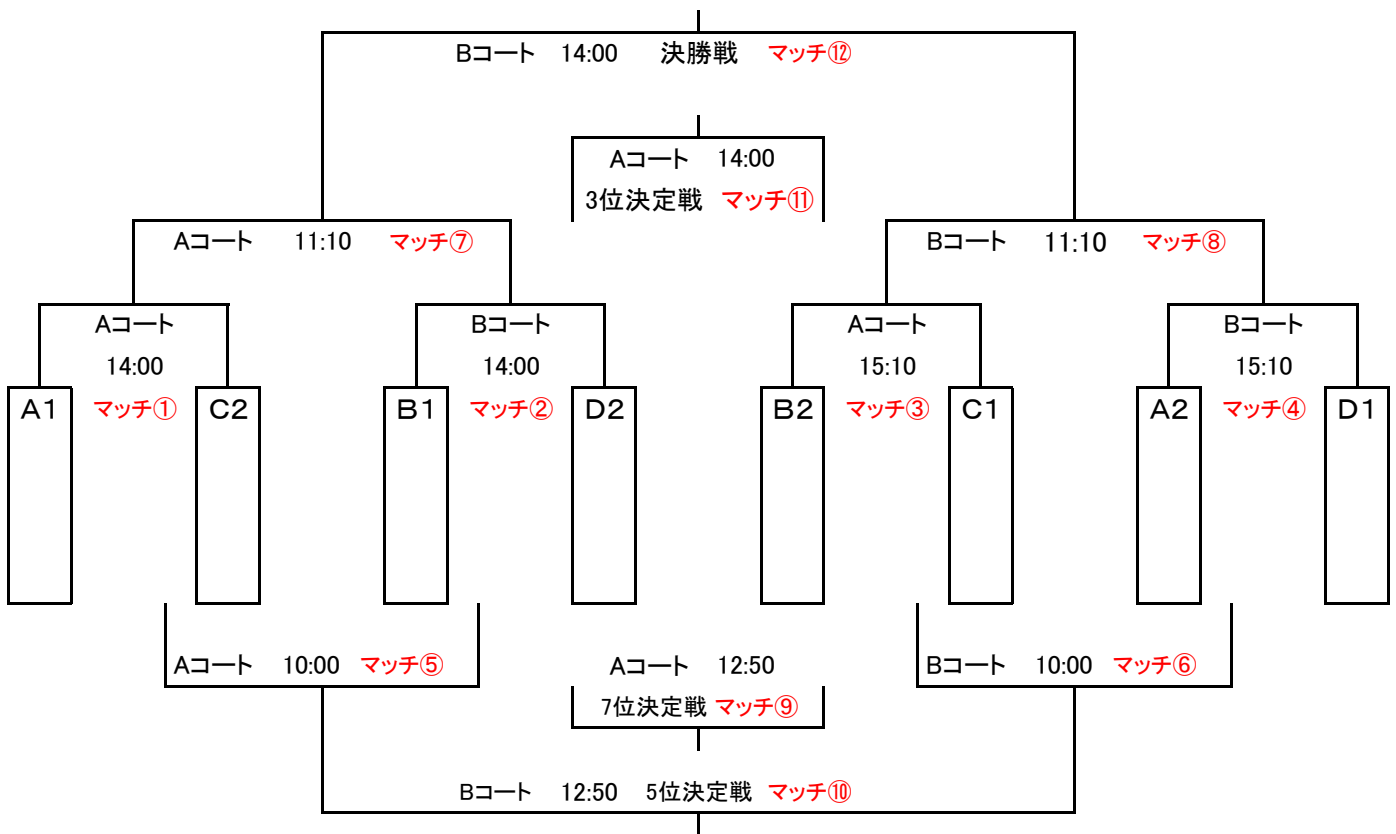 Bコート 14:00 決勝戦 マッチ⑫
Aコート 14:00
3位決定戦 マッチ⑪
Aコート 11:10 マッチ⑦
Bコート 11:10 マッチ⑧
Aコート Bコート Aコート Bコート
14:00 14:00 15:10 15:10
A1 マッチ① C2 B1 マッチ② D2 B2 マッチ③ C1 A2 マッチ④ D1
Aコート 10:00 マッチ⑤
Aコート 12:50
Bコート 10:00 マッチ⑥
7位決定戦 マッチ⑨
Bコート 12:50 5位決定戦 マッチ⑩